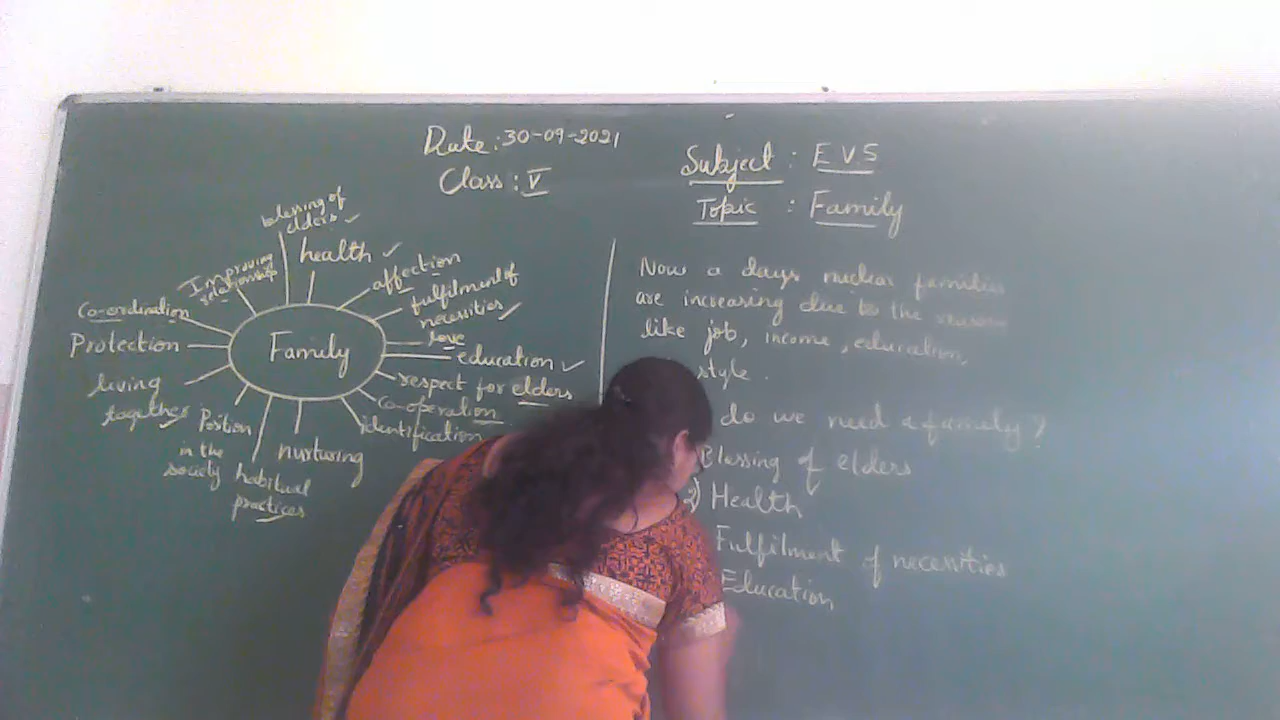 Date: 30-09-2021
Class: V
Subject : E V S
Topic : Family
blessing of
elders
health
affection
fulfilment of
necessities
love
education
respect for elders
co-operation
identification
nurturing
habitual
practices
Position
in the
society
living
together
Protection
Co-ordination
Improving
relationship
Family
Now a days nuclear families
are increasing due to the reasons
like job, income, education,
style.
do we need a family?
Blessing of elders
2) Health
Fulfilment of necessities
Education